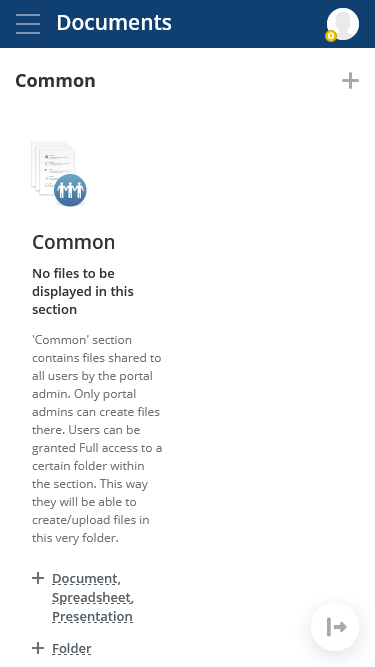 Documents
Common
Common
No files to be
displayed in this
section
'Common' section
contains files shared to
all users by the portal
admin. Only portal
admins can create files
there. Users can be
granted Full access to a
certain folder within
the section. This way
they will be able to
create/upload files in
this very folder.
Document,
Spreadsheet,
Presentation
Folder